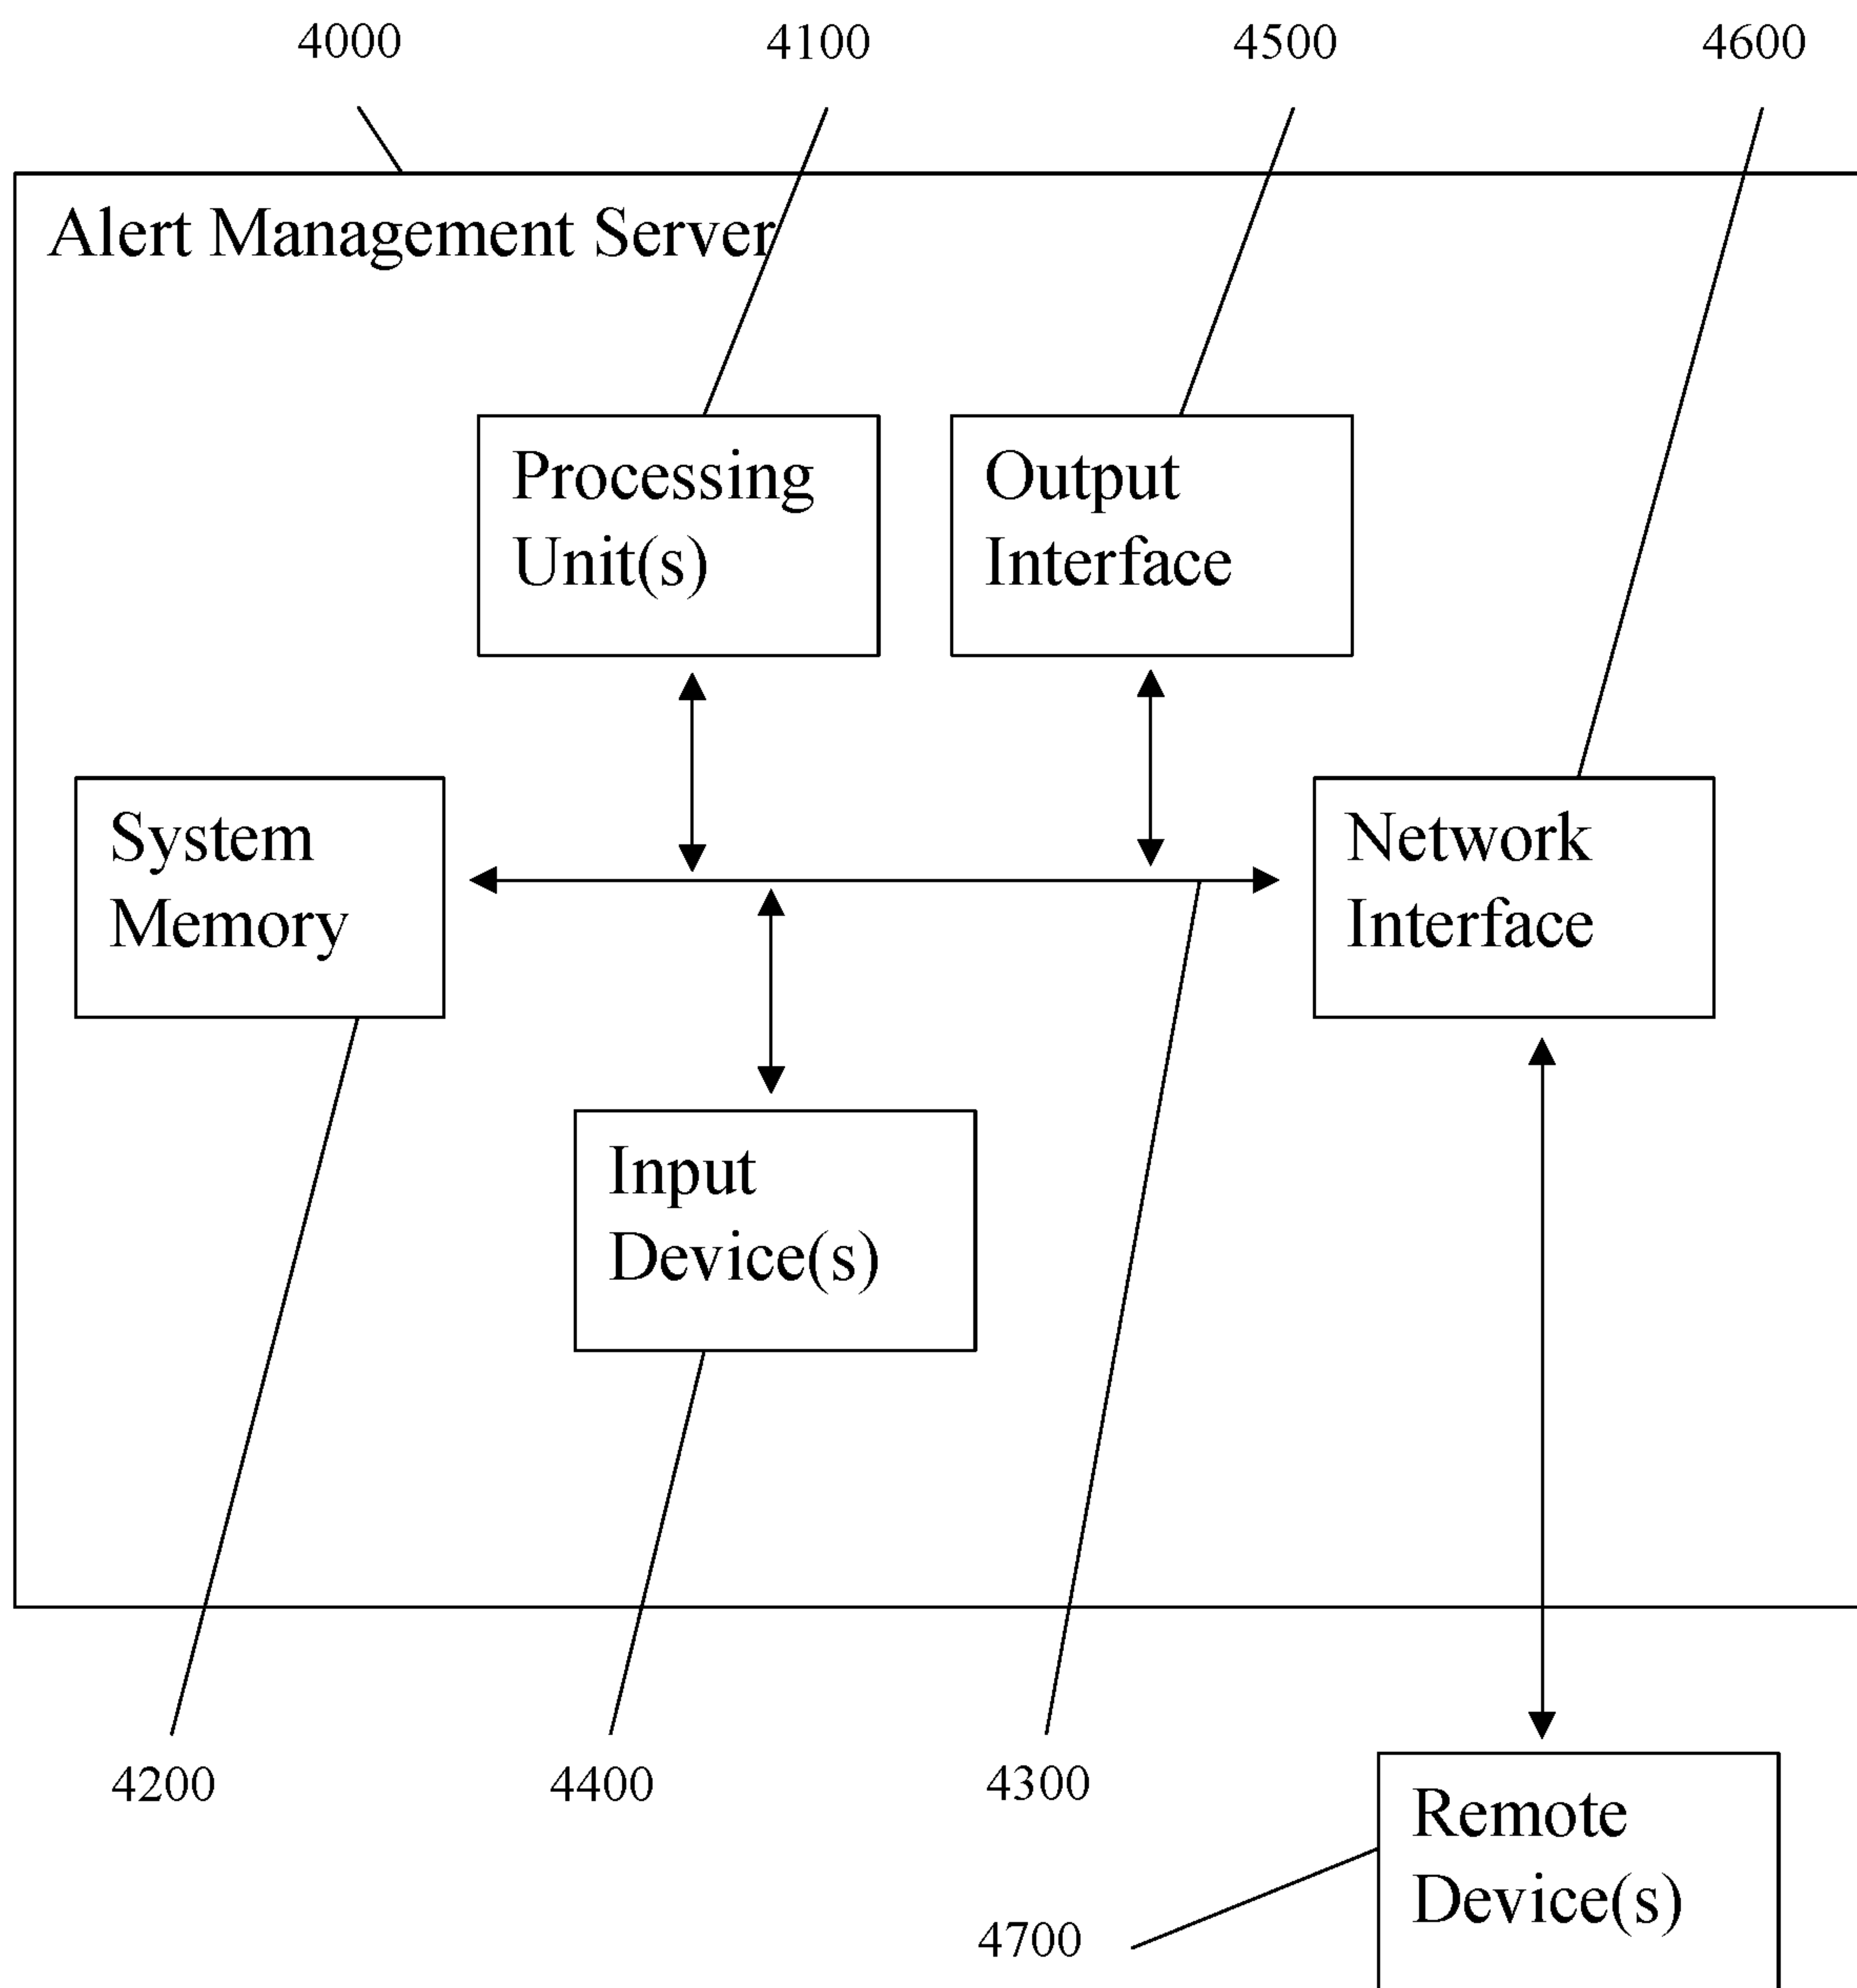 4000 4100 4500 4600
Alert Management Server
Processing
Unit(s)
Output
Interface
System
Memory
Network
Interface
Input
Device(s)
4200 4400 4300
Remote
Device(s)
4700